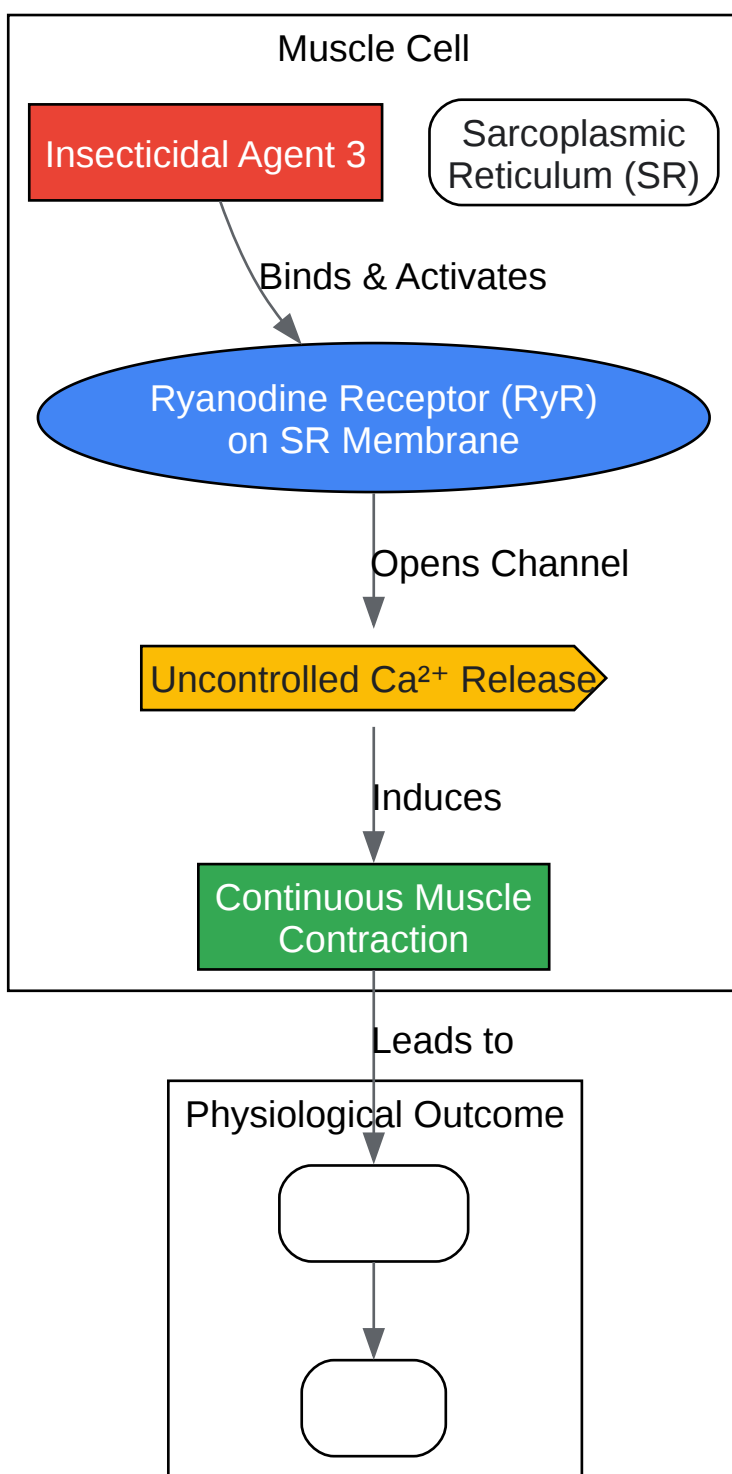 Muscle Cell
Insecticidal Agent 3
Sarcoplasmic
Reticulum (SR)
Binds & Activates
Ryanodine Receptor (RyR)
on SR Membrane
Opens Channel
Uncontrolled Ca²⁺ Release
Induces
Continuous Muscle
Contraction
Leads to
Physiological Outcome